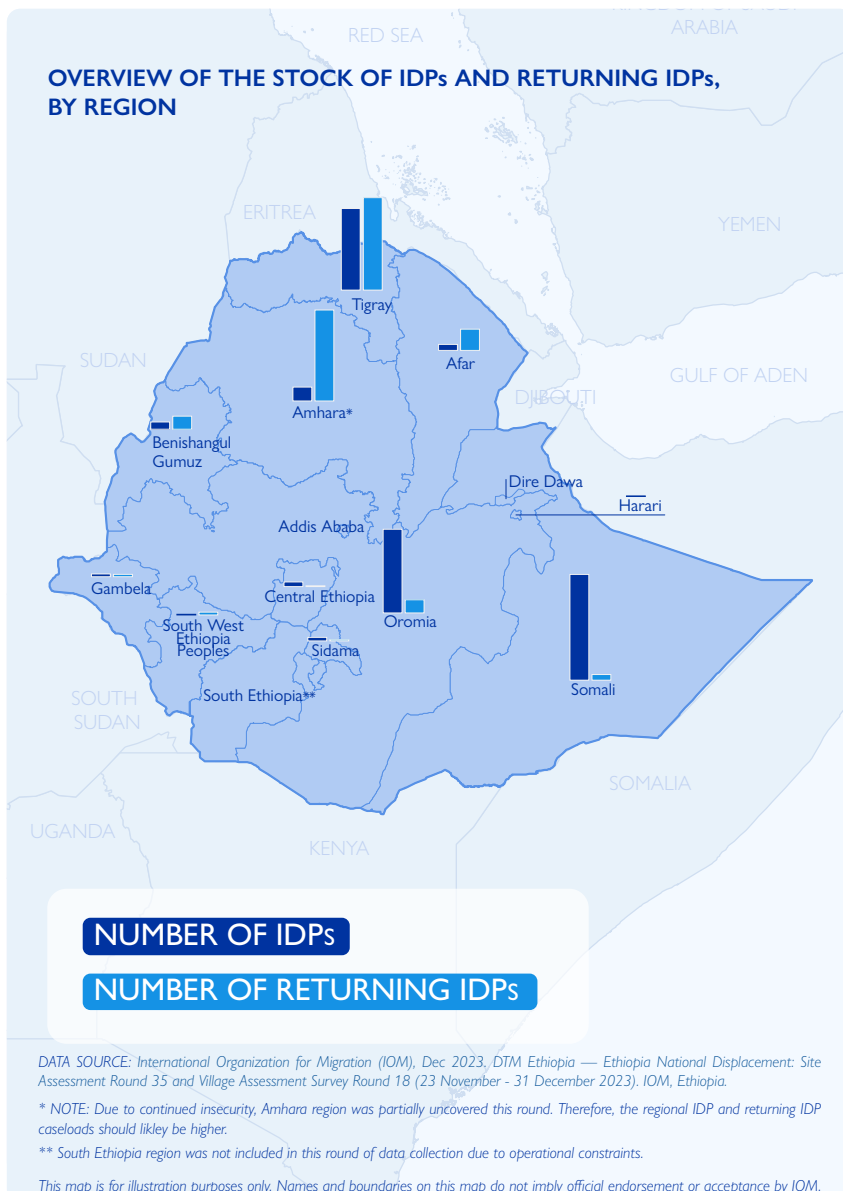 KINGDOM OF SAUDI
ARABIA
RED SEA
OVERVIEW OF THE STOCK OF IDPs AND RETURNING IDPs,
BY REGION
ERITREA
YEMEN
Tigray
SUDAN
Afar
GULF OF ADEN
DJIBOUTI
Amhara*
Benishangul
Gumuz
Dire Dawa
Harari
Addis Ababa
Gambela
Central Ethiopia
Oromia
South West
Ethiopia
Peoples
Sidama
Somali
South Ethiopia**
SOUTH
SUDAN
SOMALIA
UGANDA
KENYA
NUMBER OF IDPs
NUMBER OF RETURNING IDPs
DATA SOURCE: International Organization for Migration (IOM), Dec 2023. DTM Ethiopia — Ethiopia National Displacement: Site
Assessment Round 35 and Village Assessment Survey Round 18 (23 November - 31 December 2023). IOM, Ethiopia.
* NOTE: Due to continued insecurity, Amhara region was partially uncovered this round. Therefore, the regional IDP and returning IDP
caseloads should likley be higher.
** South Ethiopia region was not included in this round of data collection due to operational constraints.
This map is for illustration purposes only. Names and boundaries on this map do not imply official endorsement or acceptance by IOM.